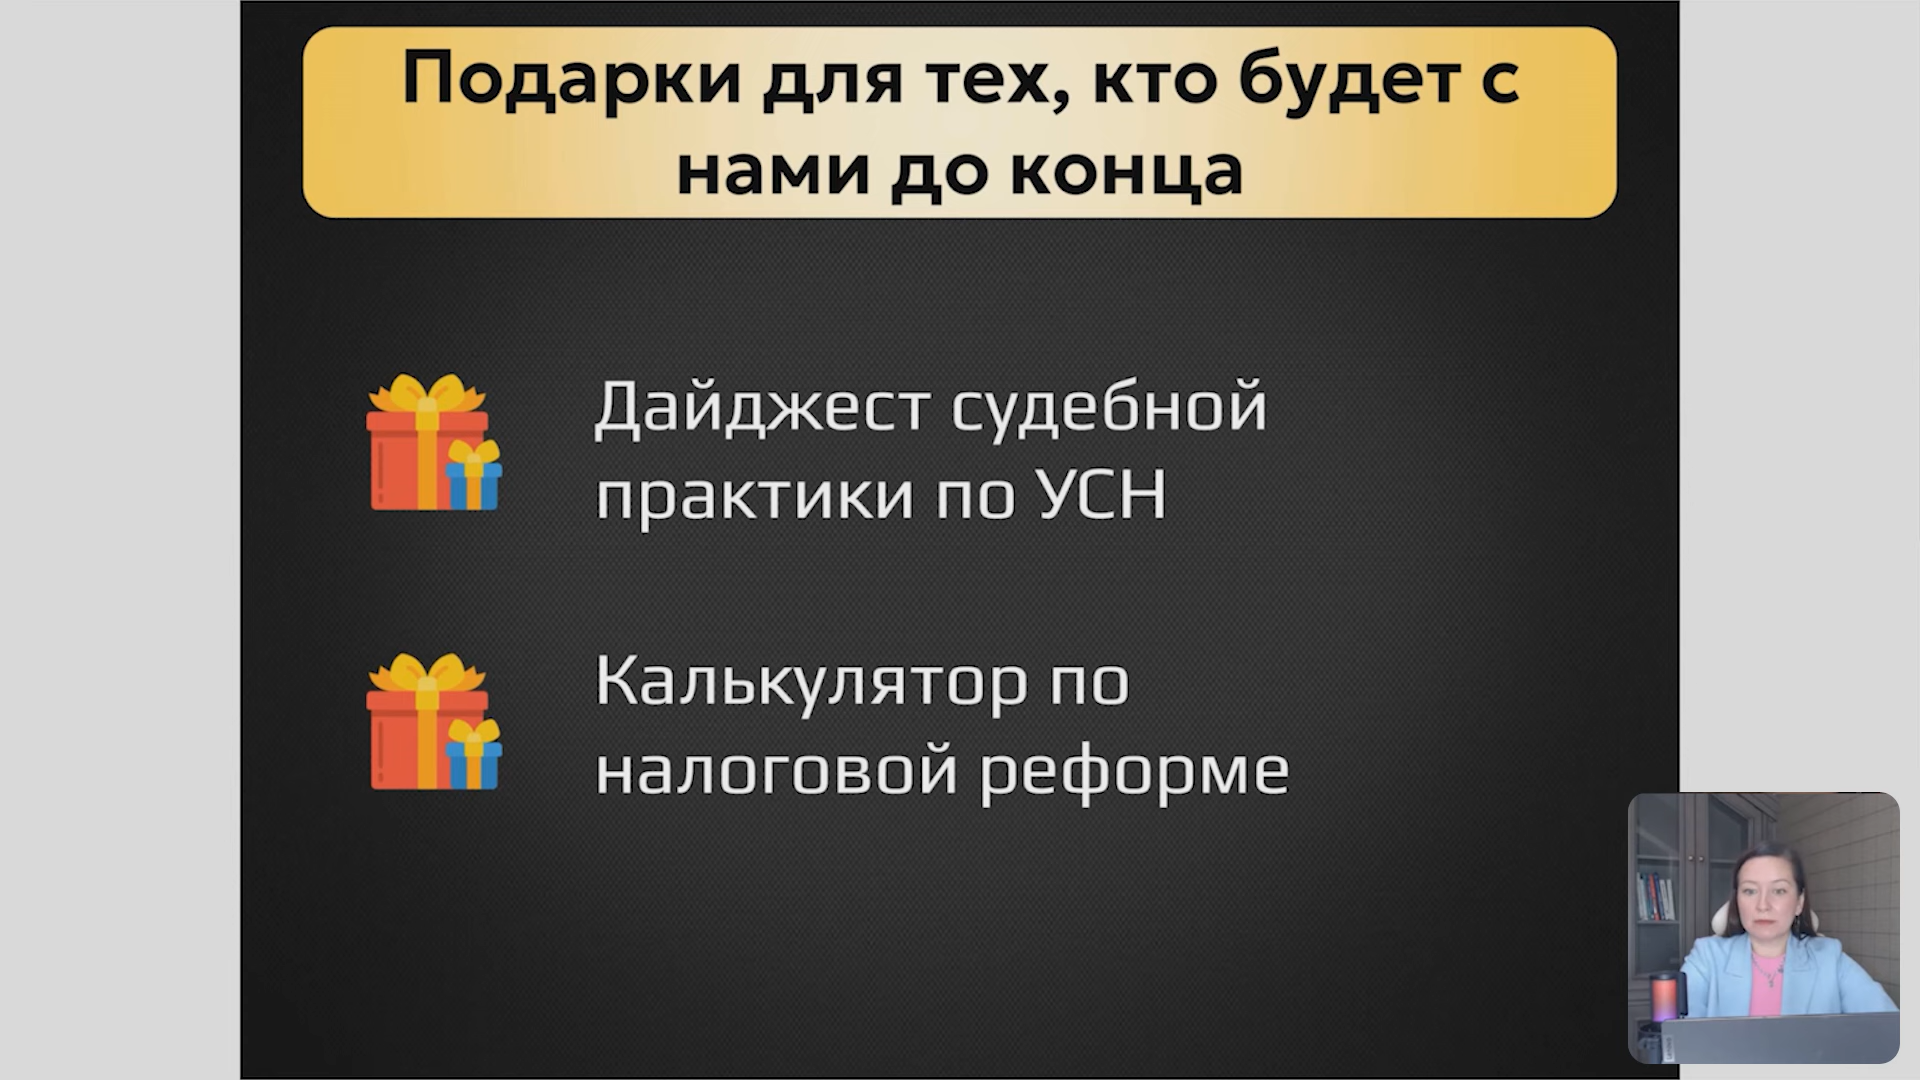 Подарки для тех, кто будет с
нами до конца
Дайджест судебной
практики по УСН
Калькулятор по
налоговой реформе